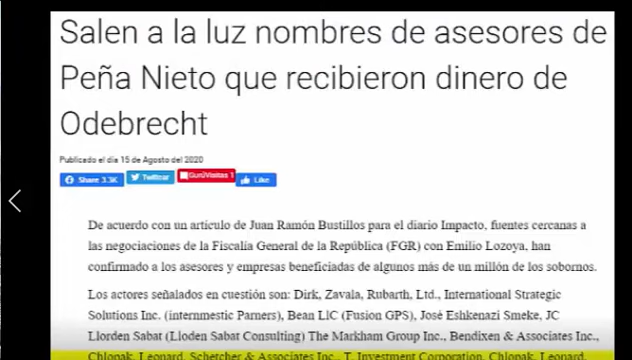 Salen a la luz nombres de asesores de
Peña Nieto que recibieron dinero de
Odebrecht
Publicado el día 15 de Agosto del 2020
Share 3.3K Twittear 1 Like
De acuerdo con un artículo de Juan Ramón Bustillos para el diario Impacto, fuentes cercanas a
las negociaciones de la Fiscalía General de la República (FGR) con Emilio Lozoya, han
confirmado a los asesores y empresas beneficiadas de algunos más de un millón de los sobornos.
Los actores señalados en cuestión son: Dirk, Zavala, Rubarth, Ltd., International Strategic
Solutions Inc. (internmestic Parners), Bean LlC (Fusion GPS), José Eshkenazi Smeke, JC
Llorden Sabat (Lloden Sabat Consulting) The Markham Group Inc., Bendixen & Associates Inc.,
Chlopak, Leonard, Schetcher & Associates Inc., T. Investment Corporation, Chlopak, Leonard,